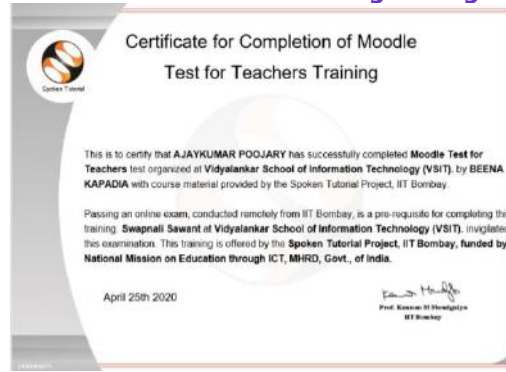 Spoken Tutorial
Certificate for Completion of Moodle
Test for Teachers Training
This is to certify that AJAYKUMAR POOJARY has successfully completed Moodle Test for
Teachers test organized at Vidyalankar School of Information Technology (VSIT). by BEENA
KAPADIA with course material provided by the Spoken Tutorial Project, IIT Bombay.
Passing an online exam, conducted remotely from IIT Bombay, is a pre-requisite for completing thi
training. Swapnali Sawant at Vidyalankar School of Information Technology (VSIT). invigilated
this examination. This training is offered by the Spoken Tutorial Project, IIT Bombay, funded by
National Mission on Education through ICT, MHRD, Govt., of India.
April 25th 2020
Prof. Kannan M Moudgalya
IIT Bombay